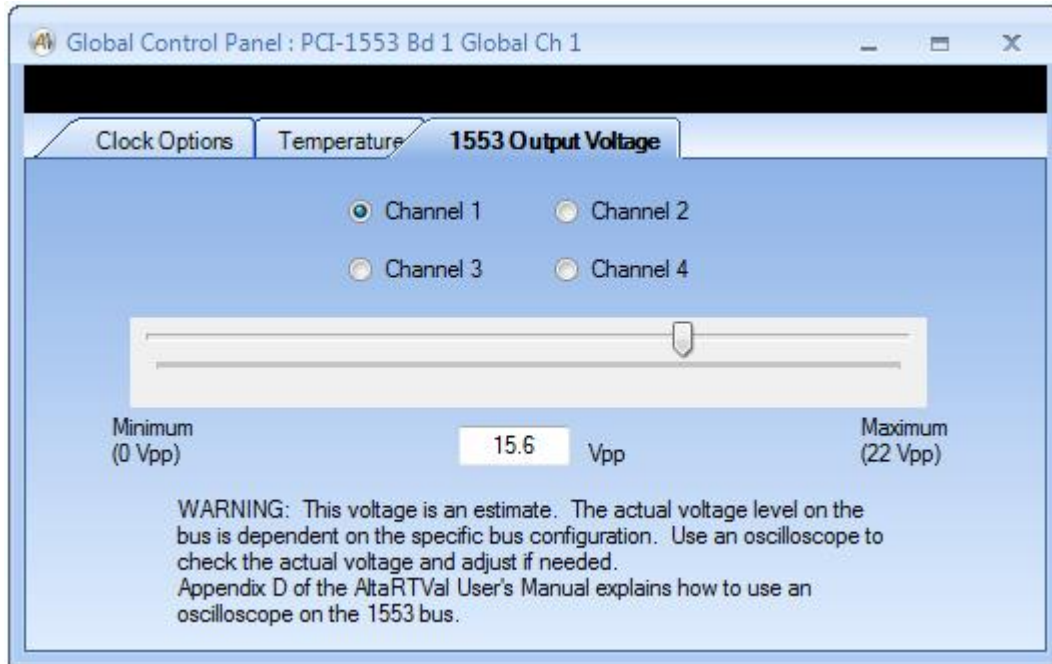 Global Control Panel : PCI-1553 Bd 1 Global Ch 1
Clock Options Temperature 1553 Output Voltage
Channel 1 Channel 2
Channel 3 Channel 4
Minimum
(0 Vpp)
15.6 Vpp
Maximum
(22 Vpp)
WARNING: This voltage is an estimate. The actual voltage level on the
bus is dependent on the specific bus configuration. Use an oscilloscope to
check the actual voltage and adjust if needed.
Appendix D of the AltaRTVal User's Manual explains how to use an
oscilloscope on the 1553 bus.